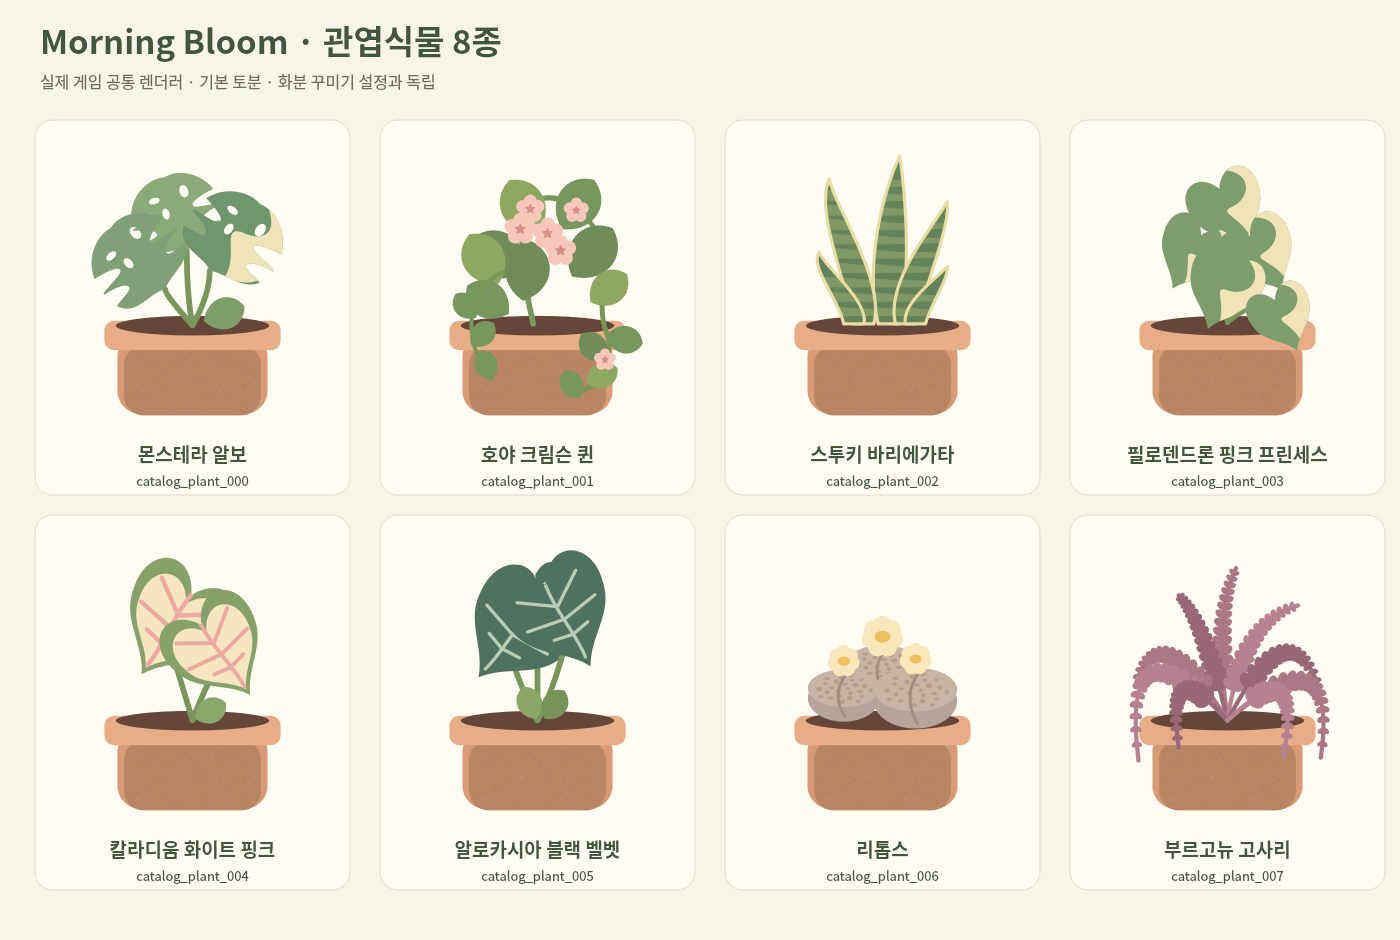 Morning Bloom · 관엽식물 8종
실제 게임 공통 렌더러 · 기본 토분 · 화분 꾸미기 설정과 독립
몬스테라 알보
catalog_plant_000
호야 크림슨 퀸
catalog_plant_001
스투키 바리에가타
catalog_plant_002
필로덴드론 핑크 프린세스
catalog_plant_003
칼라디움 화이트 핑크
catalog_plant_004
알로카시아 블랙 벨벳
catalog_plant_005
리톱스
catalog_plant_006
부르고뉴 고사리
catalog_plant_007